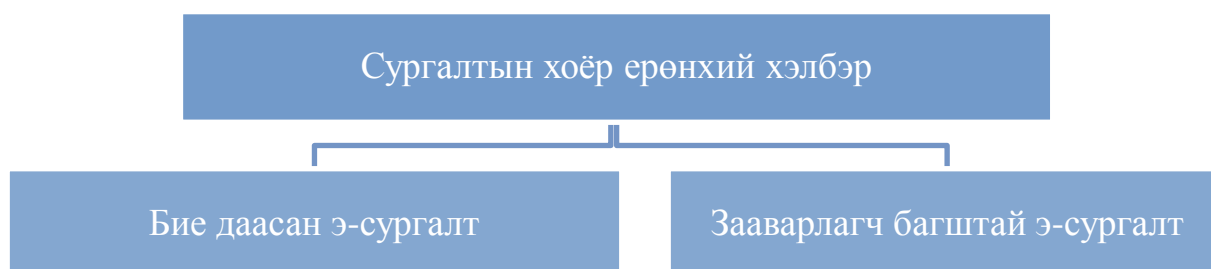 Сургалтын хоёр ерөнхий хэлбэр
Бие даасан э-сургалт
Зааварлагч багштай э-сургалт